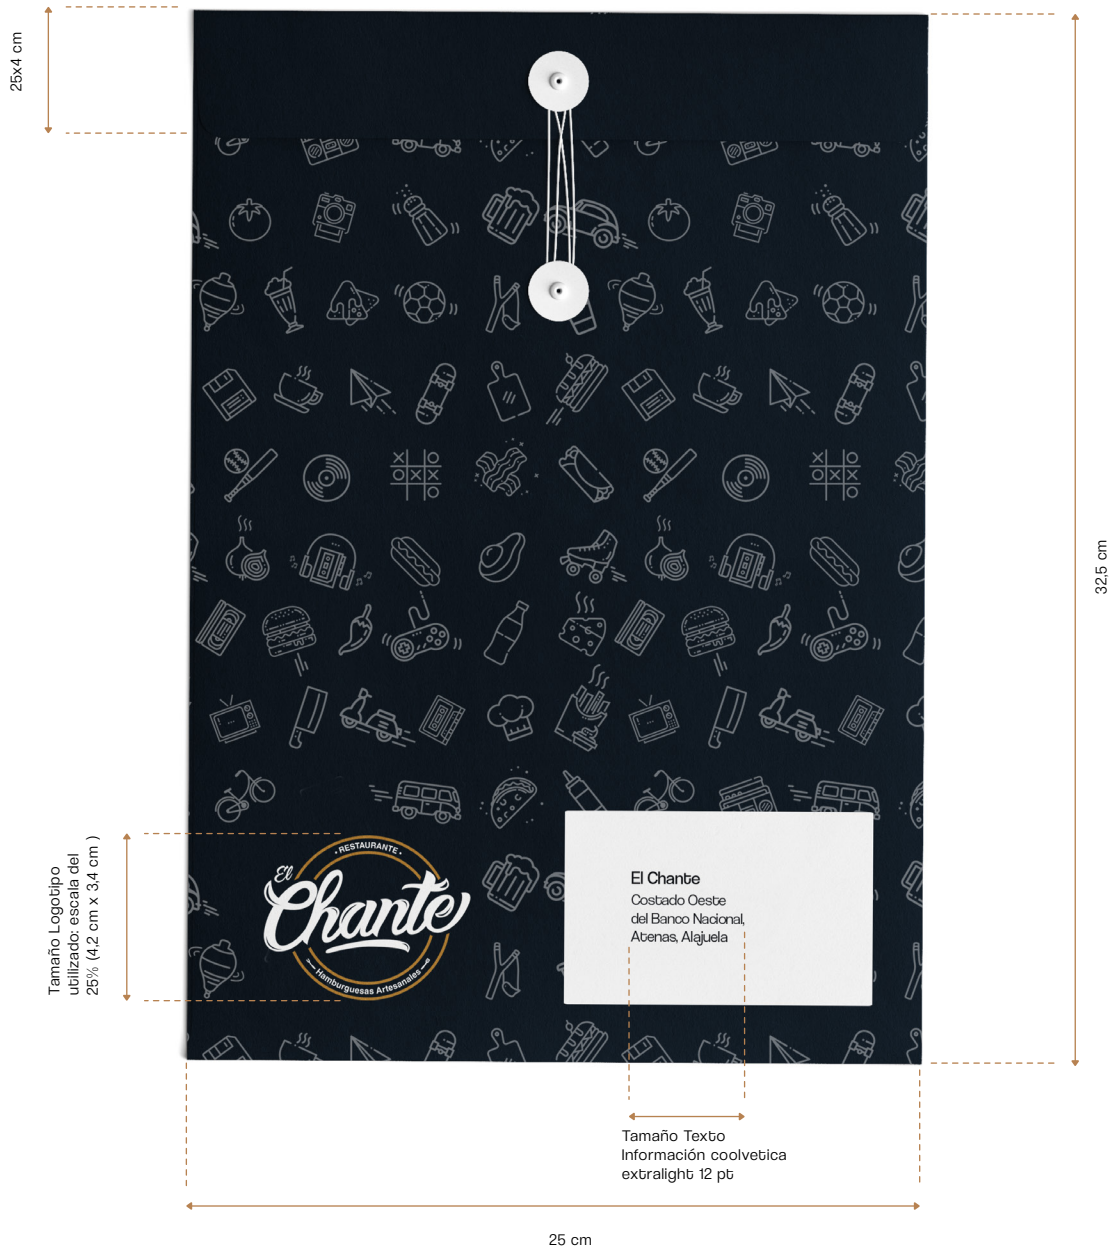 25x4 cm
32,5 cm
Tamaño Logotipo
utilizado: escala del
25% (4.2 cm x 3,4 cm )
• RESTAURANTE •
El
Chante
Hamburguesas Artesanales
El Chante
Costado Oeste
del Banco Nacional,
Atenas, Alajuela
Tamaño Texto
Información coolvetica
extralight 12 pt
25 cm